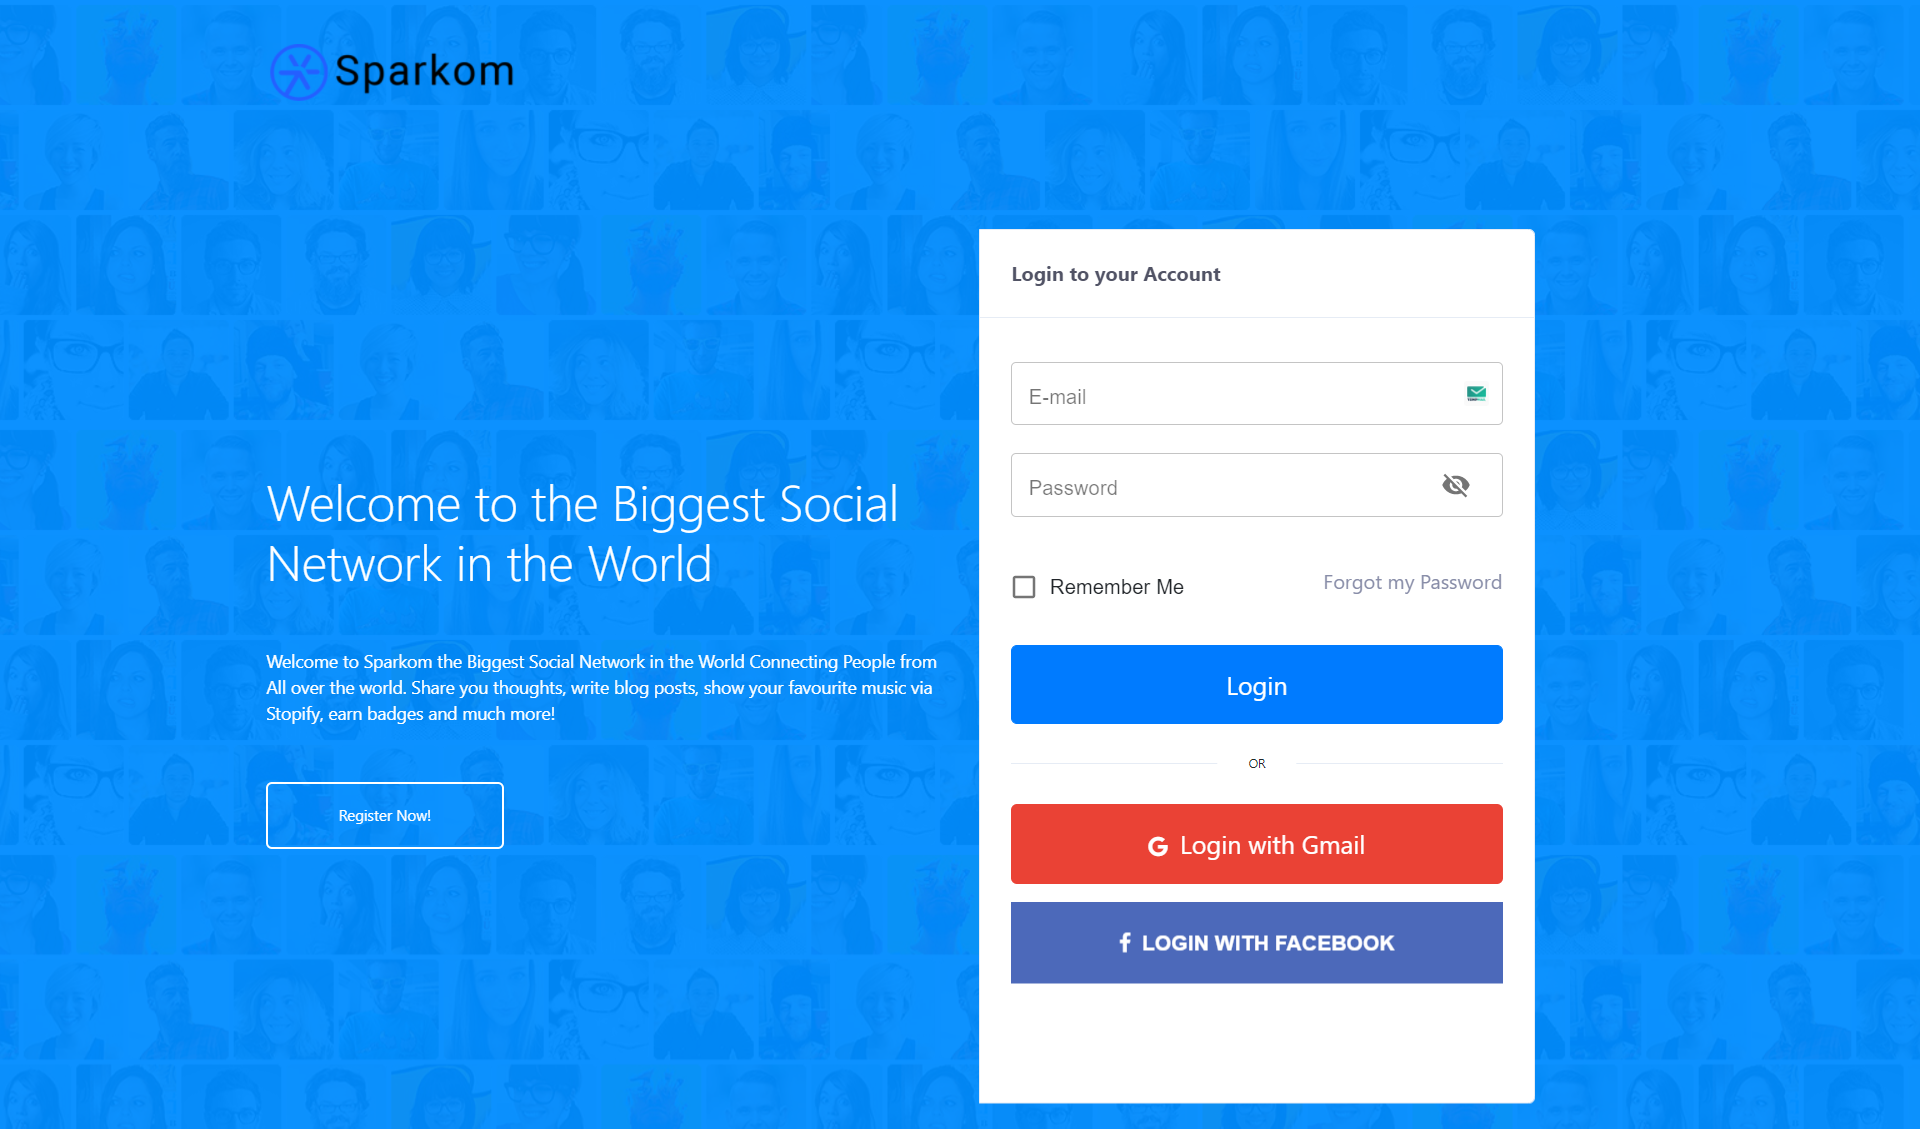 Sparkom
Welcome to the Biggest Social
Network in the World
Welcome to Sparkom the Biggest Social Network in the World Connecting People from
All over the world. Share you thoughts, write blog posts, show your favourite music via
Stopify, earn badges and much more!
Register Now!
Login to your Account
E-mail
Password
Remember Me
Forgot my Password
Login
OR
G Login with Gmail
f LOGIN WITH FACEBOOK